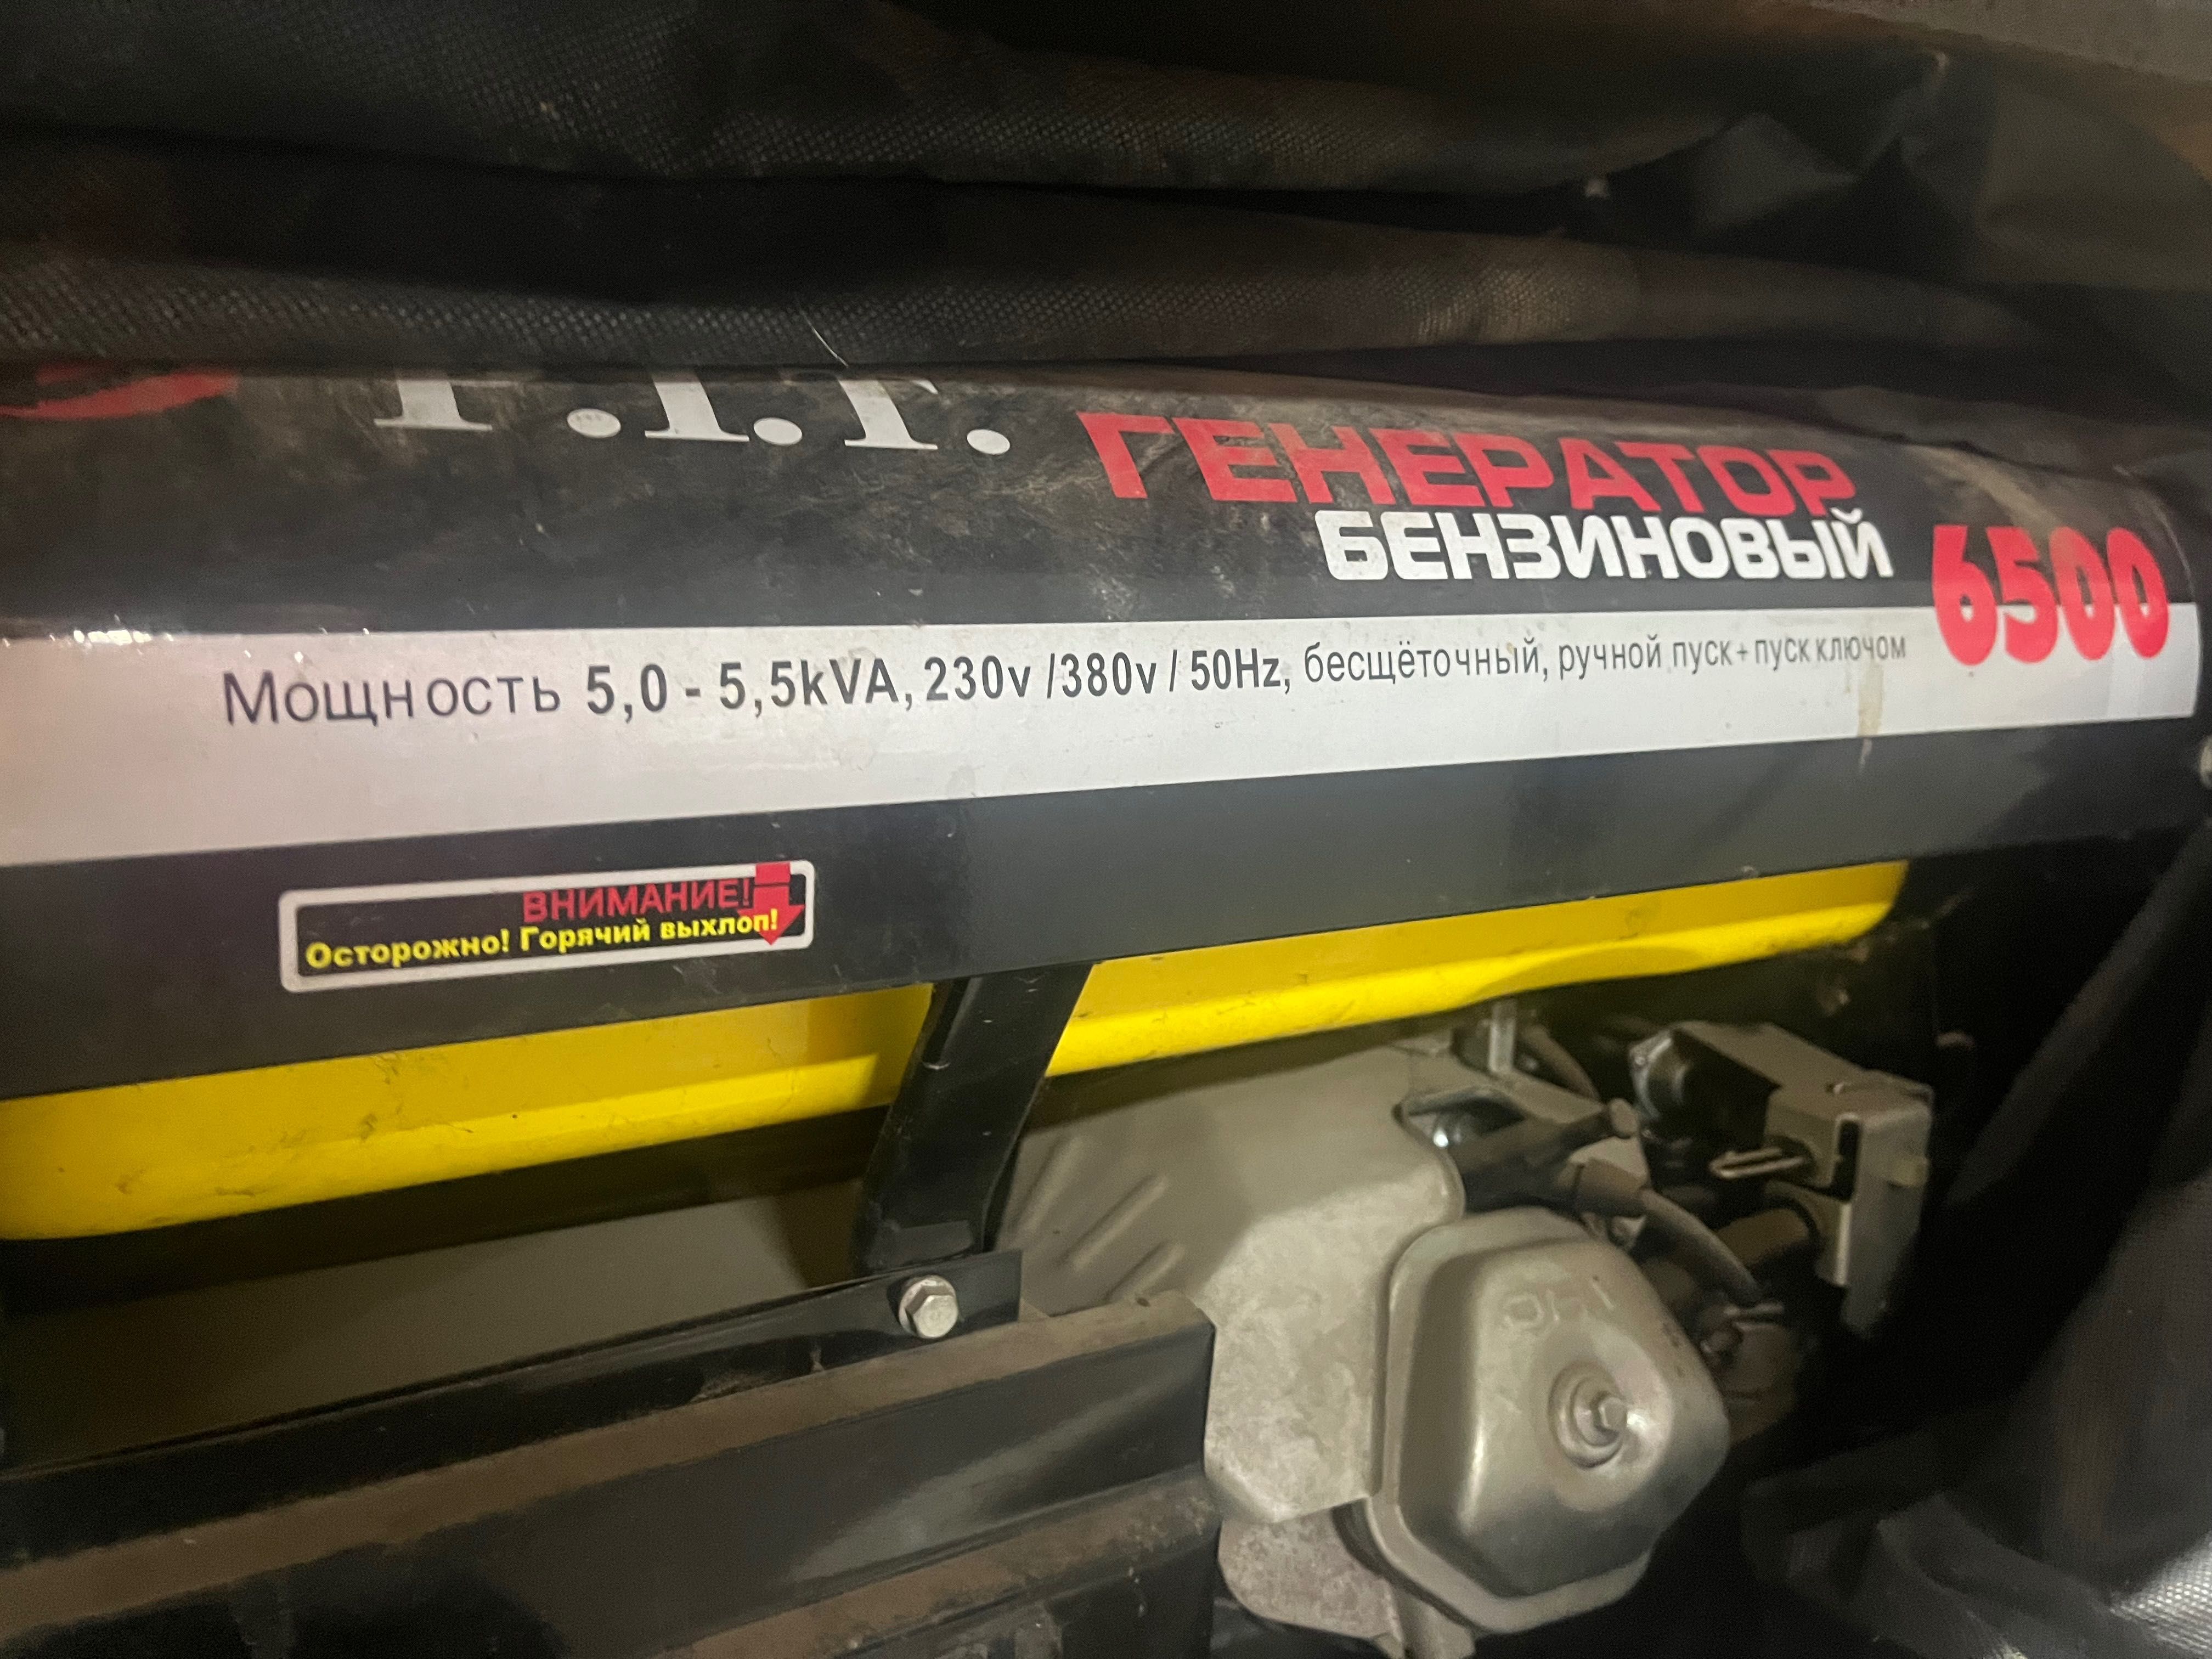 P.I.T.
ГЕНЕРАТОР
БЕНЗИНОВЫЙ
6500
Мощность 5,0 - 5,5kVA, 230v /380v / 50Hz, бесщёточный, ручной пуск+пуск ключом
ВНИМАНИЕ!
Осторожно! Горячий выхлоп!